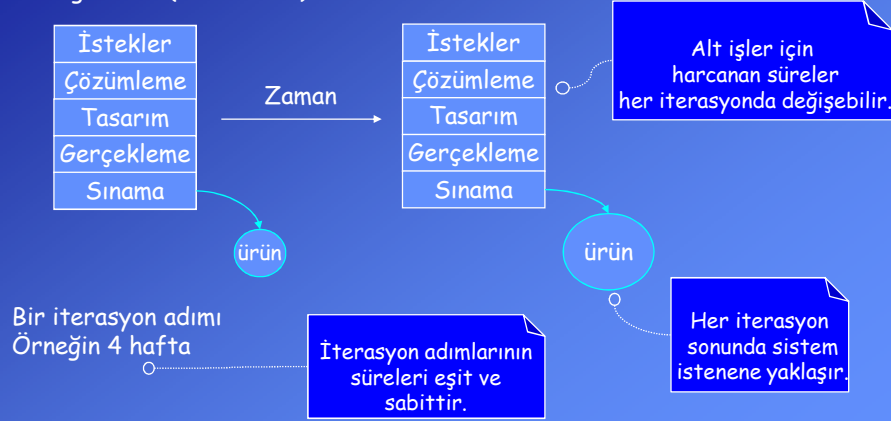 İstekler
Çözümleme
Tasarım
Gerçekleme
Sınama
ürün
Zaman
İstekler
Çözümleme
Tasarım
Gerçekleme
Sınama
ürün
Alt işler için
harcanan süreler
her iterasyonda değişebilir.
Bir iterasyon adımı
Örneğin 4 hafta
İterasyon adımlarının
süreleri eşit ve
sabittir.
Her iterasyon
sonunda sistem
istenene yaklaşır.